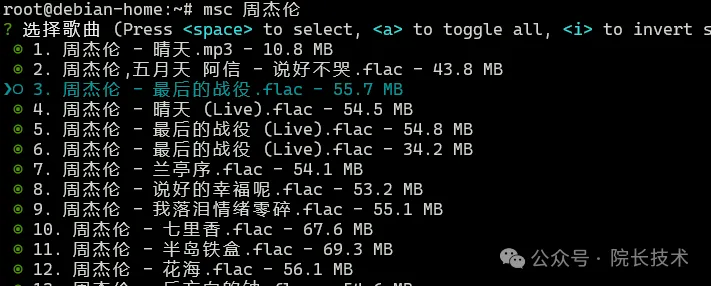 root@debian-home:~# msc 周杰伦
? 选择歌曲 (Press <space> to select, <a> to toggle all, <i> to invert s
1. 周杰伦 - 晴天.mp3 - 10.8 MB
2. 周杰伦,五月天 阿信 - 说好不哭.flac - 43.8 MB
❯○ 3. 周杰伦 - 最后的战役.flac - 55.7 MB
4. 周杰伦 - 晴天 (Live).flac - 54.5 MB
5. 周杰伦 - 最后的战役 (Live).flac - 54.8 MB
6. 周杰伦 - 最后的战役 (Live).flac - 34.2 MB
7. 周杰伦 - 兰亭序.flac - 54.1 MB
8. 周杰伦 - 说好的幸福呢.flac - 53.2 MB
9. 周杰伦 - 我落泪情绪零碎.flac - 55.1 MB
10. 周杰伦 - 七里香.flac - 67.6 MB
11. 周杰伦 - 半岛铁盒.flac - 69.3 MB
12. 周杰伦 - 花海.flac - 56.1 MB
公众号 · 院长技术